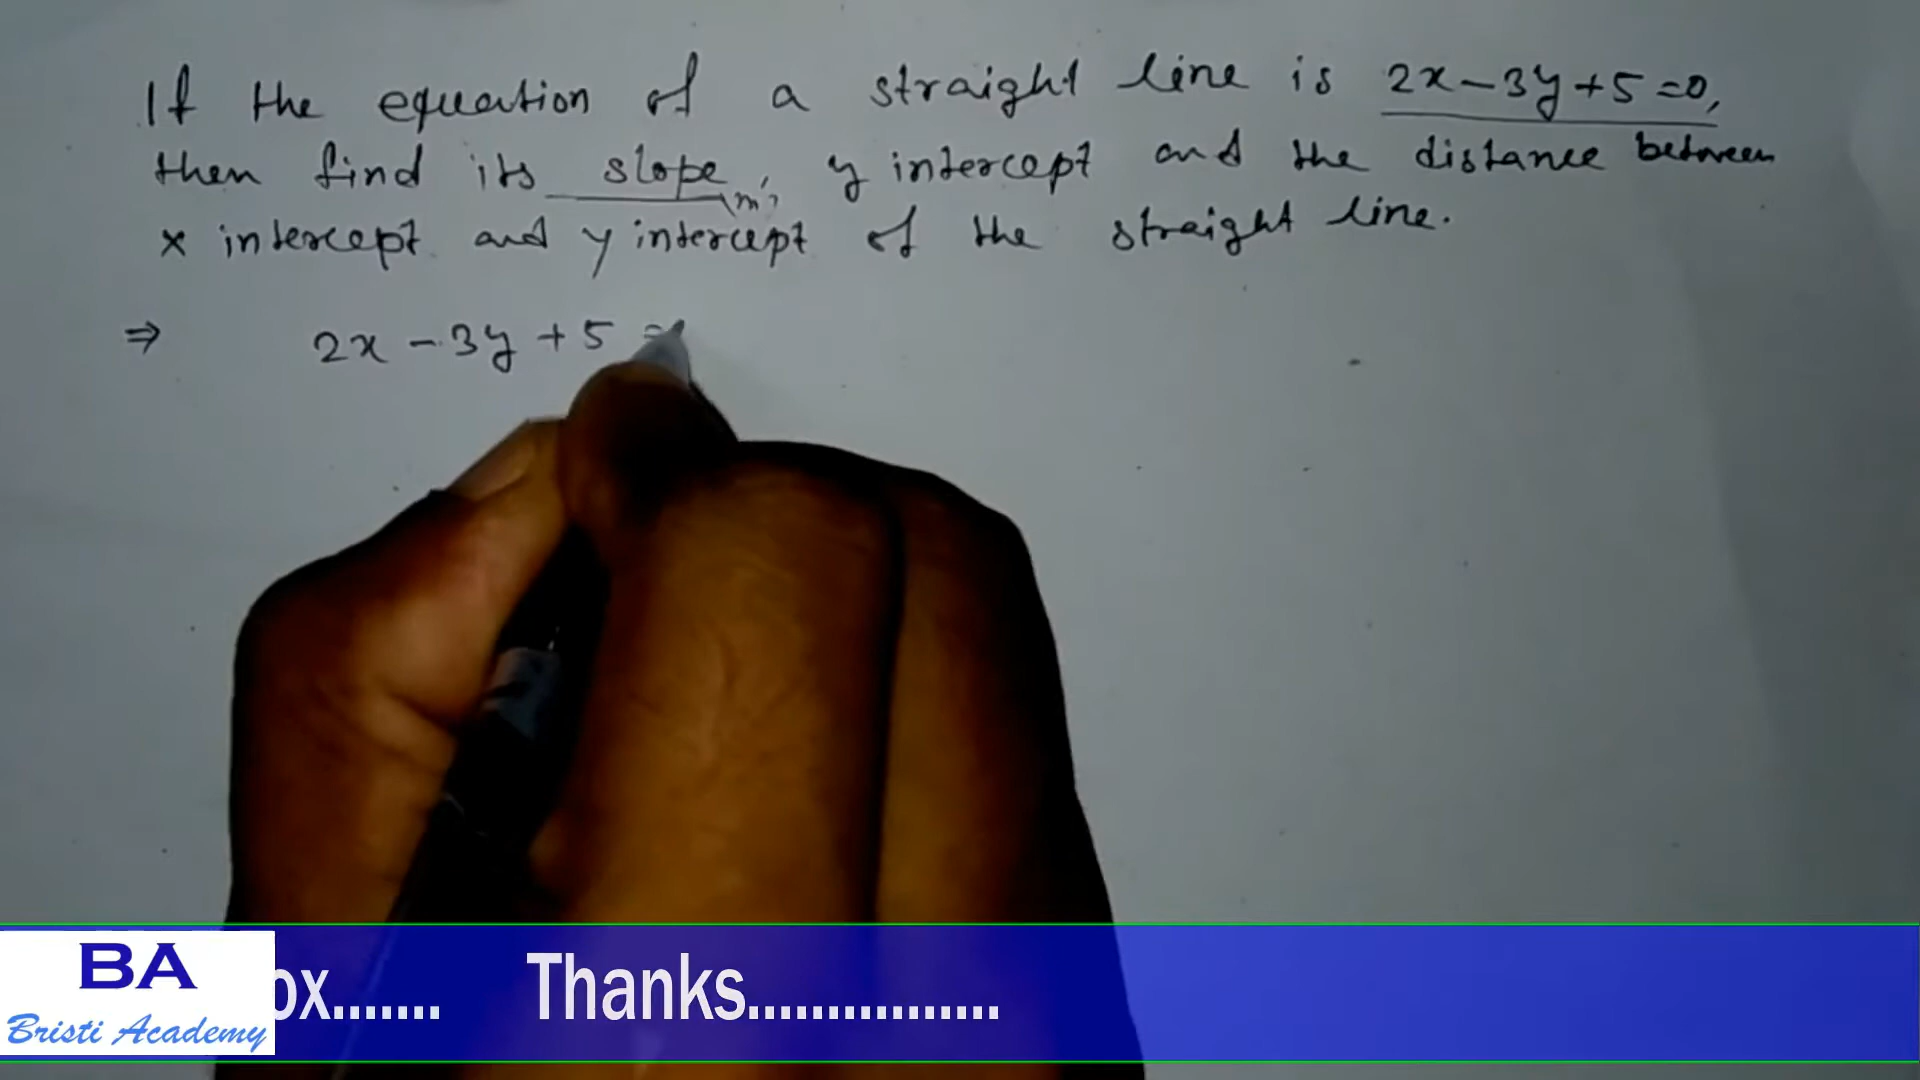 If the equation of a straight line is 2x-3y+5=0,
then find its slope, y intercept and the distance between
'm'
x intercept and y intercept of the straight line.
⇒ 2x - 3y + 5 =
BA
Bristi Academy
ox....... Thanks................